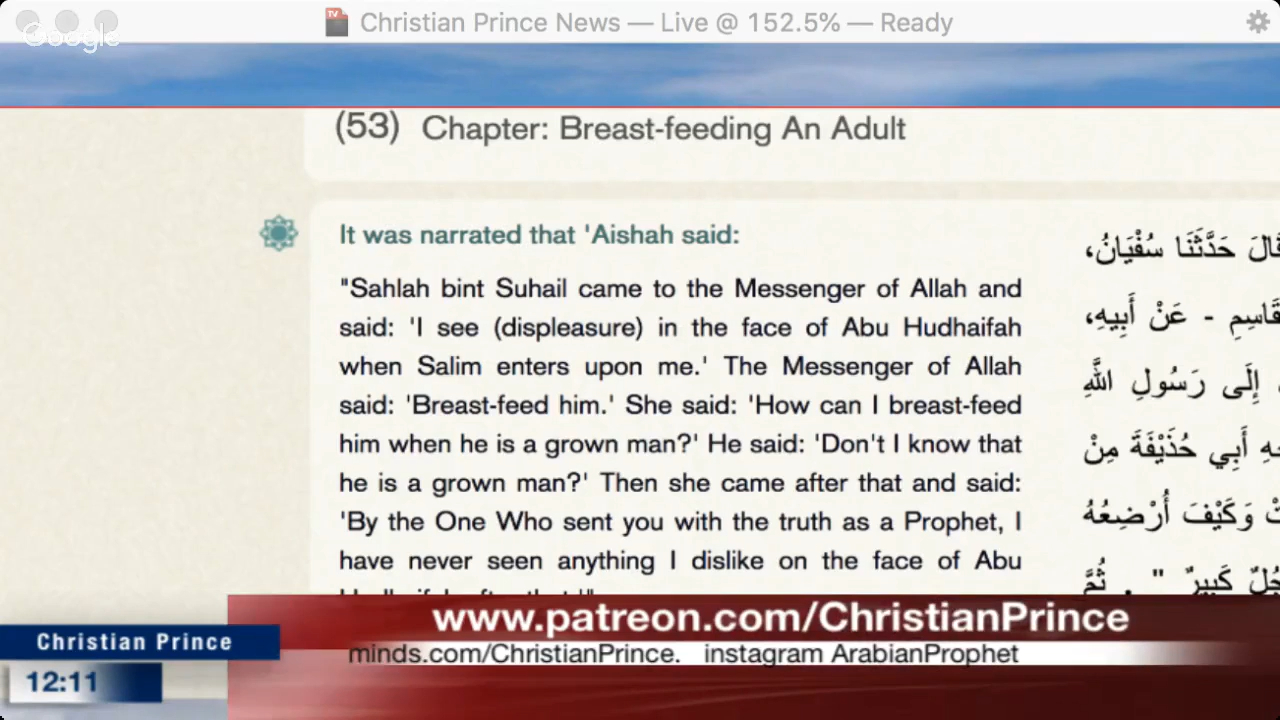 Christian Prince News — Live @ 152.5% — Ready
Google
(53) Chapter: Breast-feeding An Adult
It was narrated that 'Aishah said:
"Sahlah bint Suhail came to the Messenger of Allah and
said: 'I see (displeasure) in the face of Abu Hudhaifah
when Salim enters upon me.' The Messenger of Allah
said: 'Breast-feed him.' She said: 'How can I breast-feed
him when he is a grown man?' He said: 'Don't I know that
he is a grown man?' Then she came after that and said:
'By the One Who sent you with the truth as a Prophet, I
have never seen anything I dislike on the face of Abu
حَدَّثَنَا سُفْيَانُ،
عَنْ أَبِيهِ،
إِلَى رَسُولِ اللَّهِ
أَبِي حُذَيْفَةَ مِنْ
وَكَيْفَ أُرْضِعُهُ
كَبِيرٌ " . ثُمَّ
www.patreon.com/ChristianPrince
Christian Prince
minds.com/ChristianPrince. instagram ArabianProphet
12:11